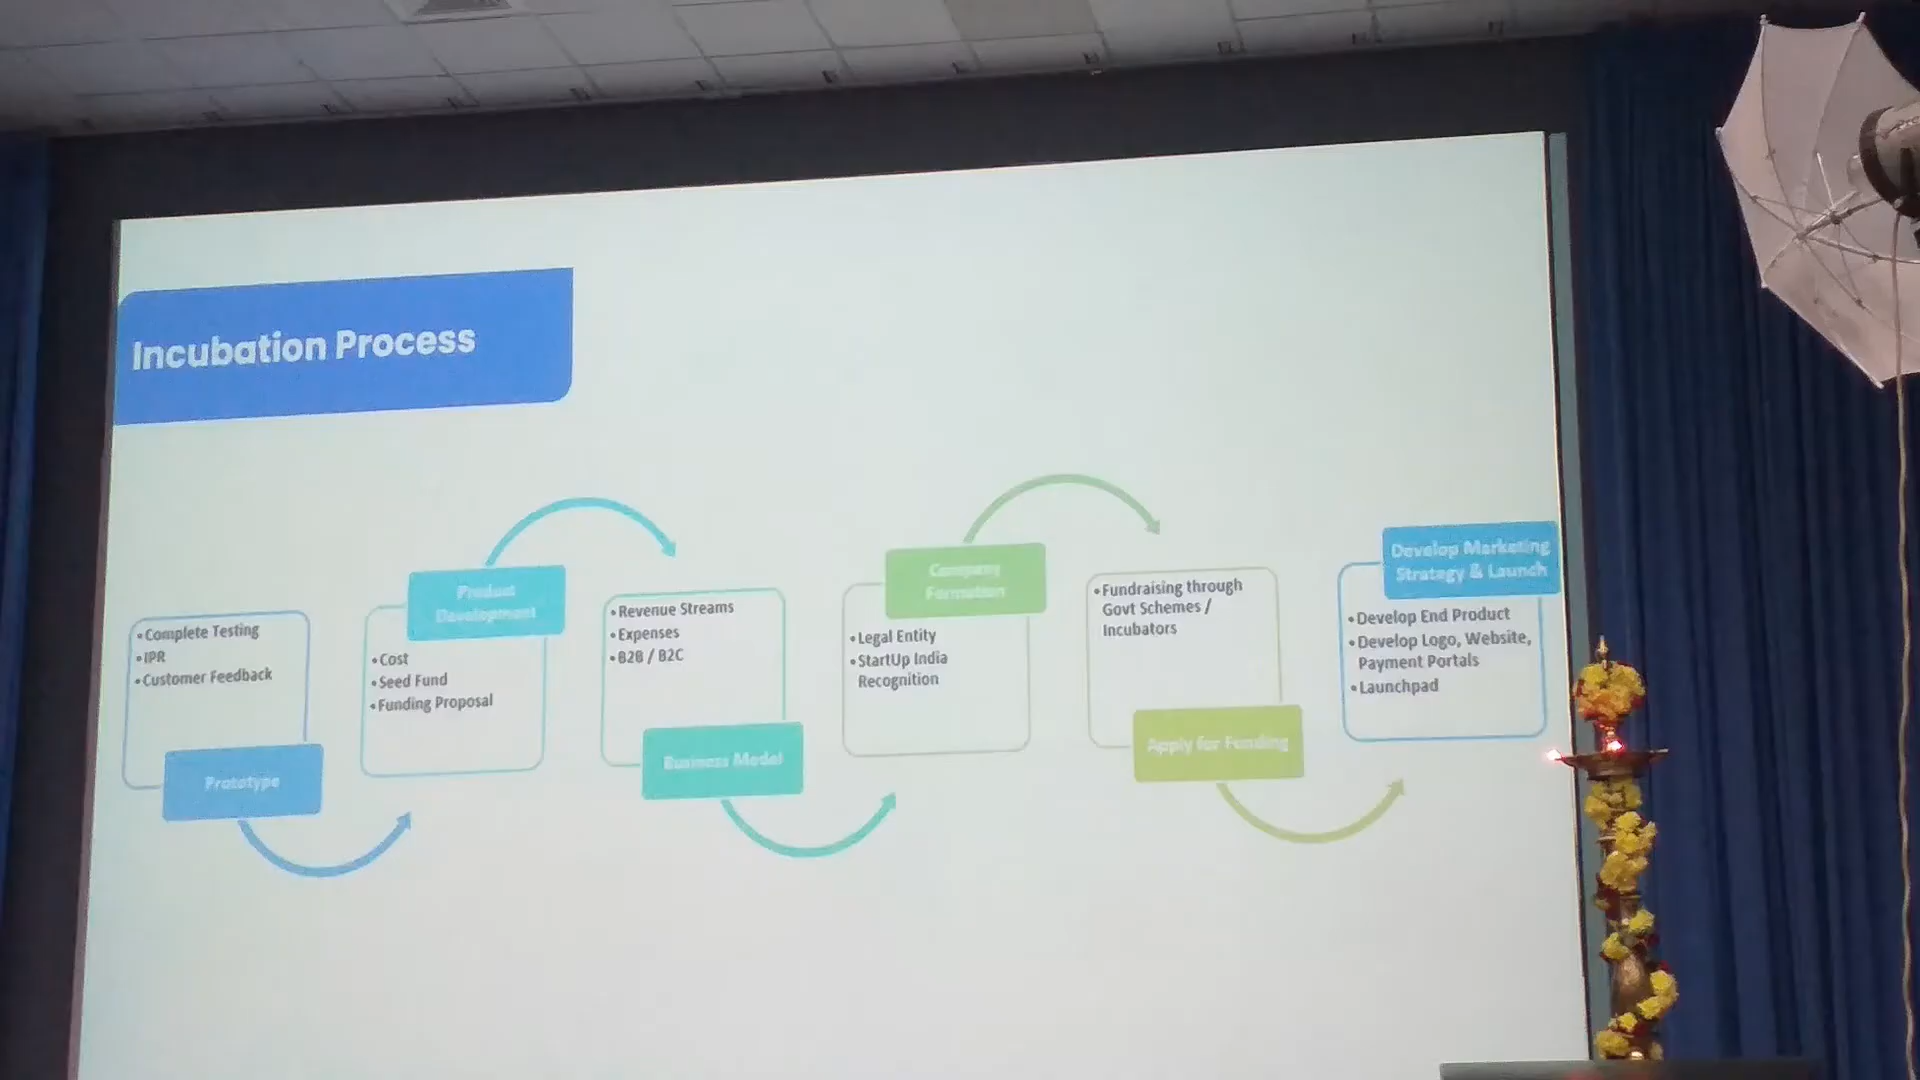 Incubation Process
• Complete Testing
• IPR
• Customer Feedback
Prototype
Product
Development
• Cost
• Seed Fund
• Funding Proposal
• Revenue Streams
• Expenses
• B2B / B2C
Business Model
Company
Formation
• Legal Entity
• StartUp India
Recognition
• Fundraising through
Govt Schemes /
Incubators
Apply for Funding
Develop Marketing
Strategy & Launch
• Develop End Product
• Develop Logo, Website,
Payment Portals
• Launchpad